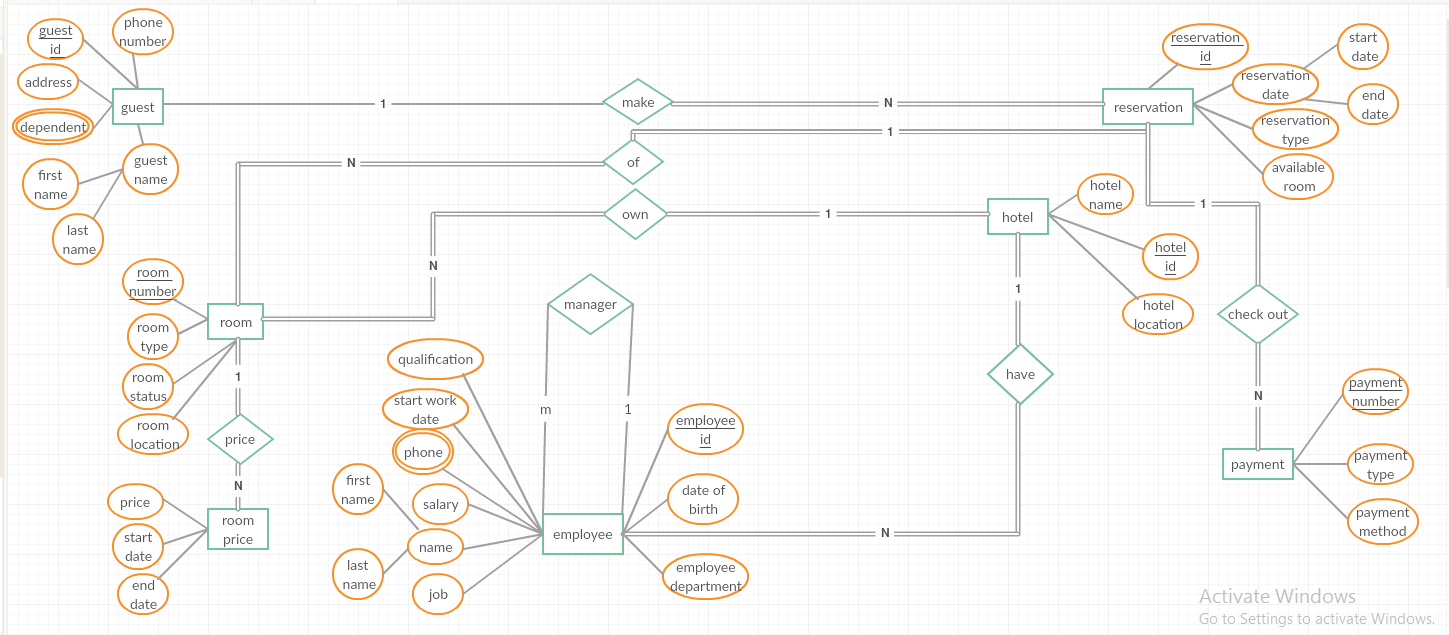 guest
id
phone
number
address
dependent
guest
guest
name
first
name
last
name
1
make
N
reservation
reservation
id
start
date
reservation
date
end
date
reservation
type
available
room
1
of
N
own
1
N
hotel
hotel
name
hotel
id
hotel
location
1
check out
N
payment
payment
number
payment
type
payment
method
room
number
room
type
room
status
room
location
room
1
price
N
room
price
price
start
date
end
date
manager
m
1
qualification
start work
date
phone
salary
first
name
name
last
name
job
employee
employee
id
date of
birth
employee
department
1
have
N
Activate Windows
Go to Settings to activate Windows.